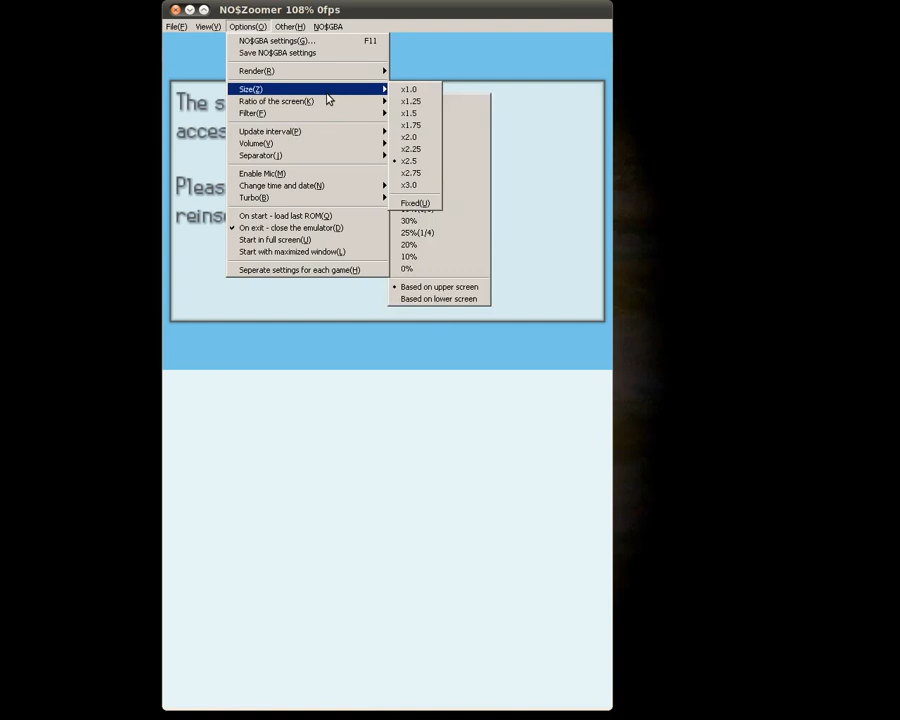 NO$Zoomer 108% 0fps
File(F) View(V) Options(O) Other(H) NO$GBA
NO$GBA settings(G)... F11
Save NO$GBA settings
Render(R)
Size(Z)
Ratio of the screen(K)
Filter(F)
Update interval(P)
Volume(V)
Separator(J)
Enable Mic(M)
Change time and date(N)
Turbo(B)
On start - load last ROM(Q)
On exit - close the emulator(D)
Start in full screen(U)
Start with maximized window(L)
Seperate settings for each game(H)
x1.0
x1.25
x1.5
x1.75
x2.0
x2.25
x2.5
x2.75
x3.0
Fixed(U)
30%
25%(1/4)
20%
10%
0%
Based on upper screen
Based on lower screen
The s
acces
Pleas
reins